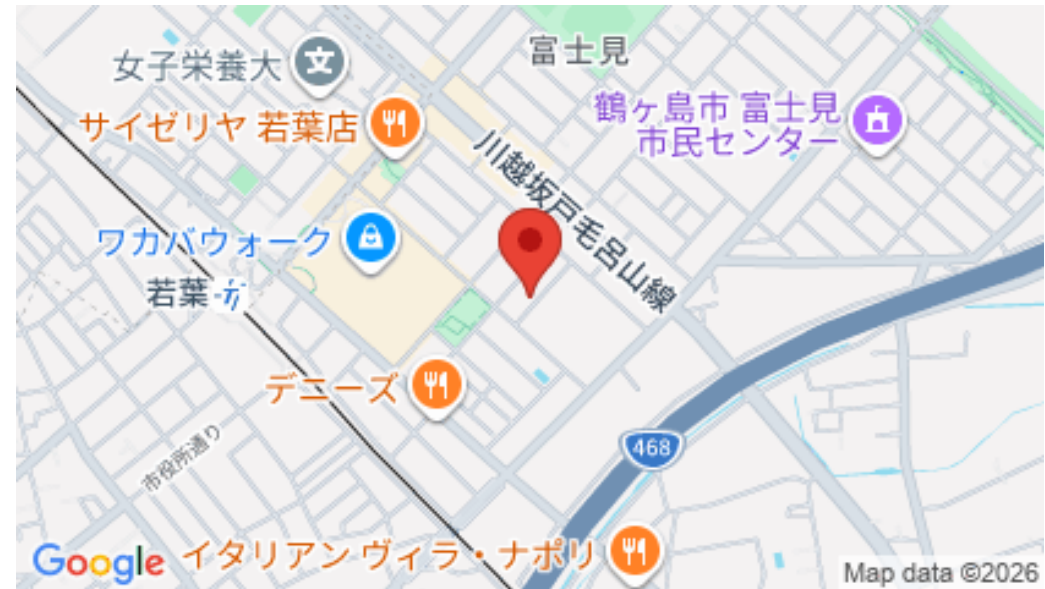 女子栄養大
富士見
サイゼリヤ 若葉店
鶴ヶ島市 富士見
市民センター
川越坂戸毛呂山線
ワカバウォーク
若葉
デニーズ
市役所通り
468
イタリアン ヴィラ・ナポリ
Google
Map data ©2026